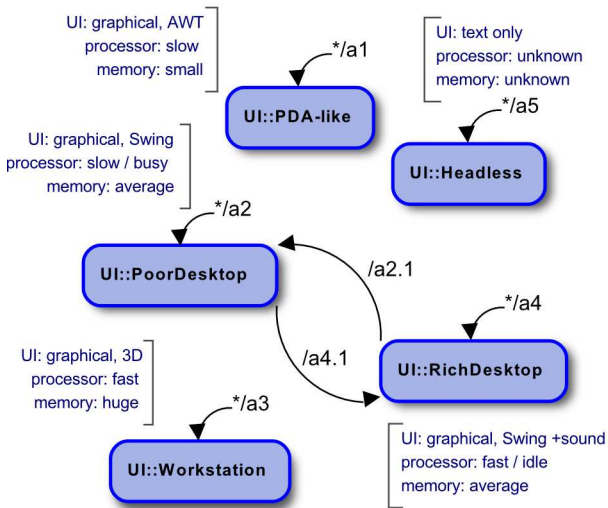 UI: graphical, AWT
processor: slow
memory: small
*/a1
UI::PDA-like
UI: text only
processor: unknown
memory: unknown
*/a5
UI::Headless
UI: graphical, Swing
processor: slow / busy
memory: average
*/a2
UI::PoorDesktop
/a2.1
/a4.1
*/a4
UI::RichDesktop
UI: graphical, 3D
processor: fast
memory: huge
*/a3
UI::Workstation
UI: graphical, Swing +sound
processor: fast / idle
memory: average